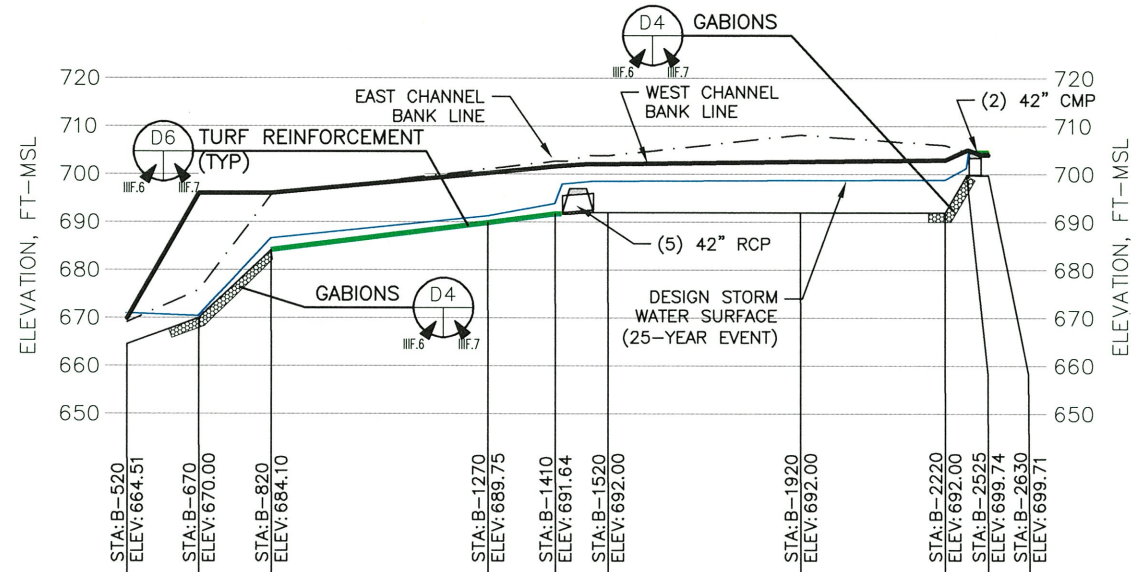 D4 GABIONS
IIIF.6 IIIF.7
720
720
EAST CHANNEL
BANK LINE
WEST CHANNEL
BANK LINE
(2) 42" CMP
710
710
D6 TURF REINFORCEMENT
(TYP)
IIIF.6 IIIF.7
700
700
690
690
(5) 42" RCP
680
680
GABIONS D4
IIIF.6 IIIF.7
DESIGN STORM
WATER SURFACE
(25-YEAR EVENT)
670
670
660
660
650
650
ELEVATION, FT-MSL
ELEVATION, FT-MSL
STA: B-520
ELEV: 664.51
STA: B-670
ELEV: 670.00
STA: B-820
ELEV: 684.10
STA: B-1270
ELEV: 689.75
STA: B-1410
ELEV: 691.64
STA: B-1520
ELEV: 692.00
STA: B-1920
ELEV: 692.00
STA: B-2220
ELEV: 692.00
STA: B-2525
ELEV: 699.74
STA: B-2630
ELEV: 699.71